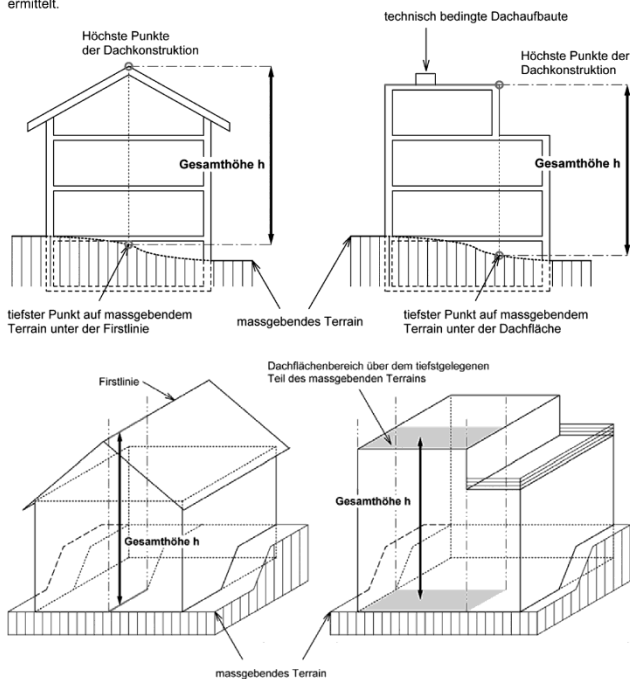 ermittelt.
technisch bedingte Dachaufbaute
Höchste Punkte
der Dachkonstruktion
Höchste Punkte der
Dachkonstruktion
Gesamthöhe h
Gesamthöhe h
tiefster Punkt auf massgebendem
Terrain unter der Firstlinie
massgebendes Terrain
tiefster Punkt auf massgebendem
Terrain unter der Dachfläche
Firstlinie
Dachflächenbereich über dem tiefstgelegenen
Teil des massgebenden Terrains
Gesamthöhe h
Gesamthöhe h
massgebendes Terrain